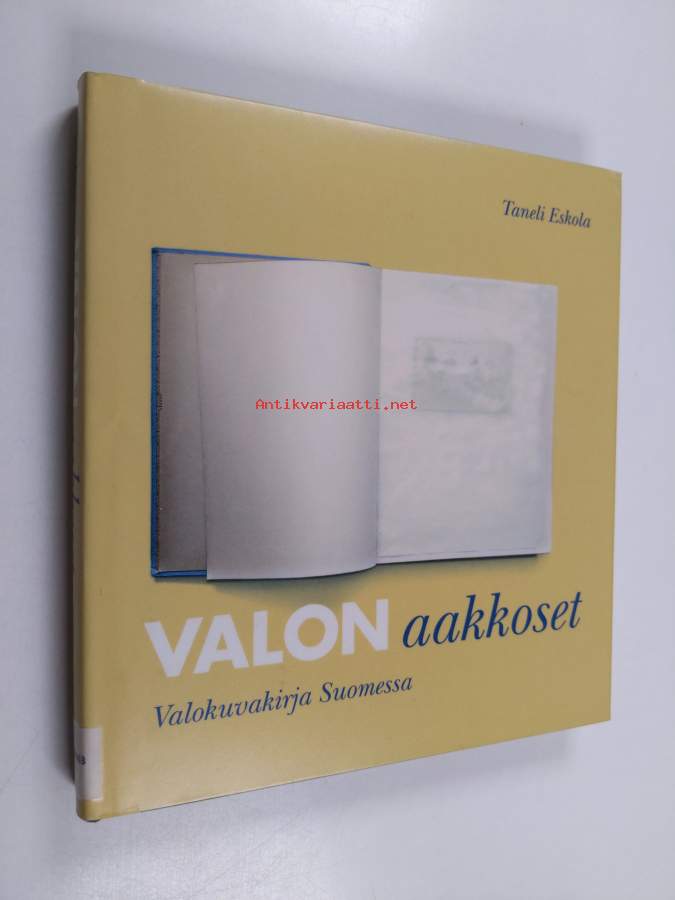 Taneli Eskola
Antikvariaatti.net
VALON aakkoset
Valokuvakirja Suomessa